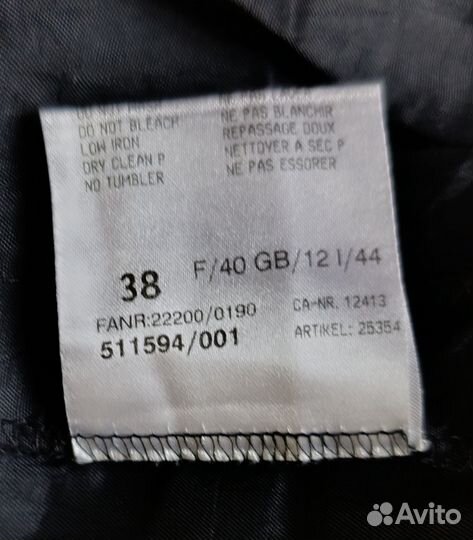 DO NOT BLEACH
LOW IRON
DRY CLEAN P
NO TUMBLER
NE PAS BLANCHIR
REPASSAGE DOUX
NETTOYER A SEC P
NE PAS ESSORER
38 F/40 GB/12 I/44
FANR:22200/0190
511594/001
CA-NR. 12413
ARTIKEL: 25354
Avito